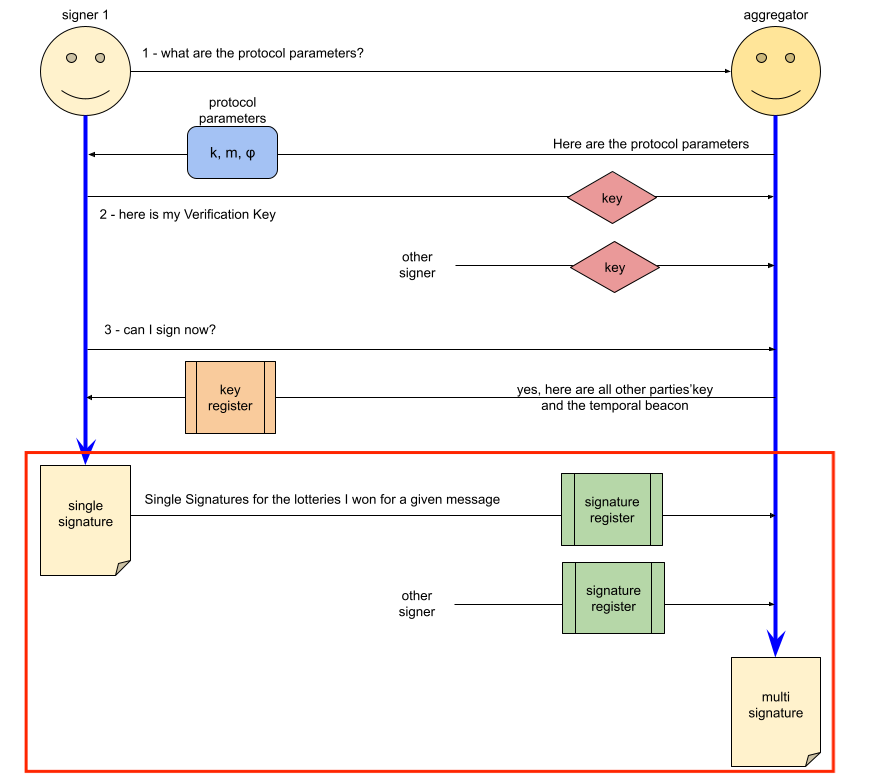 signer 1
aggregator
1 - what are the protocol parameters?
protocol
parameters
k, m, φ
Here are the protocol parameters
key
2 - here is my Verification Key
other
signer
key
3 - can I sign now?
key
register
yes, here are all other parties'key
and the temporal beacon
single
signature
Single Signatures for the lotteries I won for a given message
signature
register
other
signer
signature
register
multi
signature